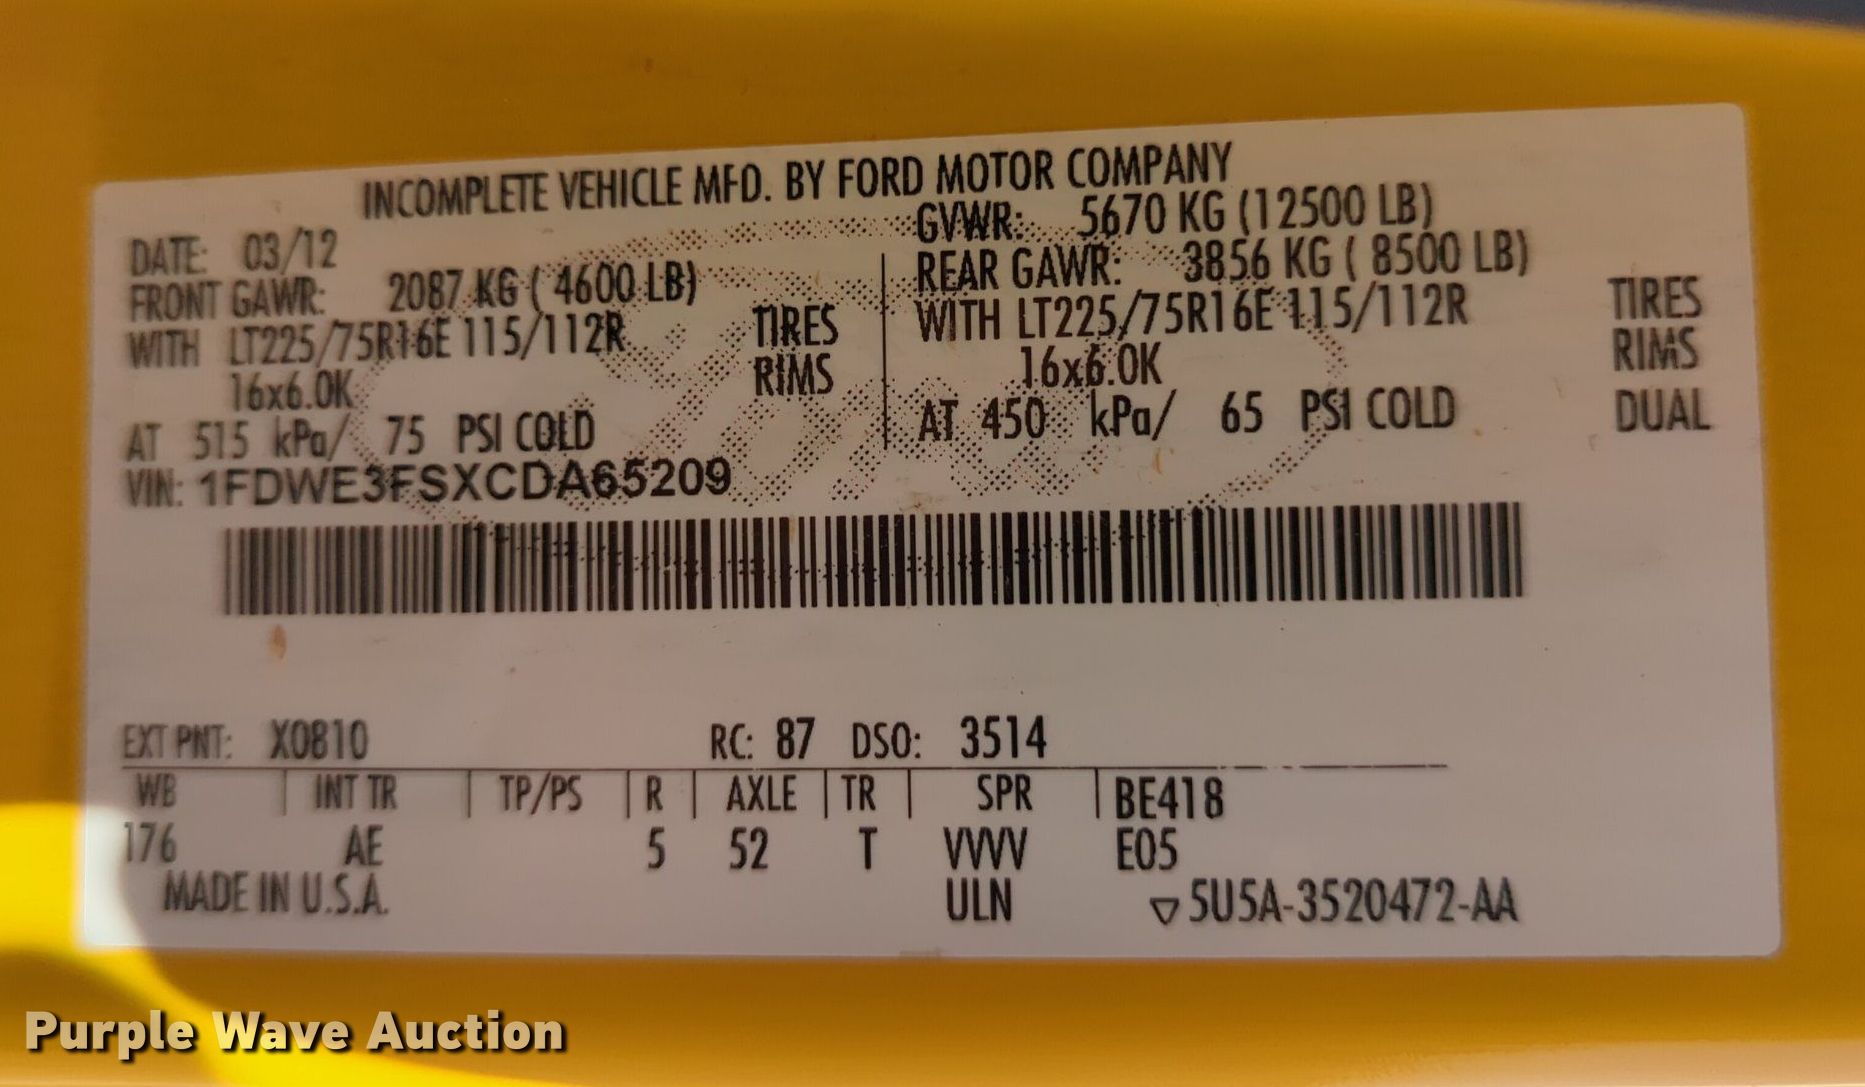 INCOMPLETE VEHICLE MFD. BY FORD MOTOR COMPANY
DATE: 03/12
GVWR: 5670 KG (12500 LB)
FRONT GAWR: 2087 KG ( 4600 LB)
REAR GAWR: 3856 KG ( 8500 LB)
WITH LT225/75R16E 115/112R TIRES
WITH LT225/75R16E 115/112R TIRES
16x6.0K RIMS
16x6.0K RIMS
AT 515 kPa/ 75 PSI COLD
AT 450 kPa/ 65 PSI COLD DUAL
VIN: 1FDWE3FSXCDA65209
Ford
EXT PNT: X0810 RC: 87 DSO: 3514
WB | INT TR | TP/PS | R | AXLE | TR | SPR | BE418
176 AE 5 52 T VVVV E05
MADE IN U.S.A. ULN ▽5U5A-3520472-AA
Purple Wave Auction